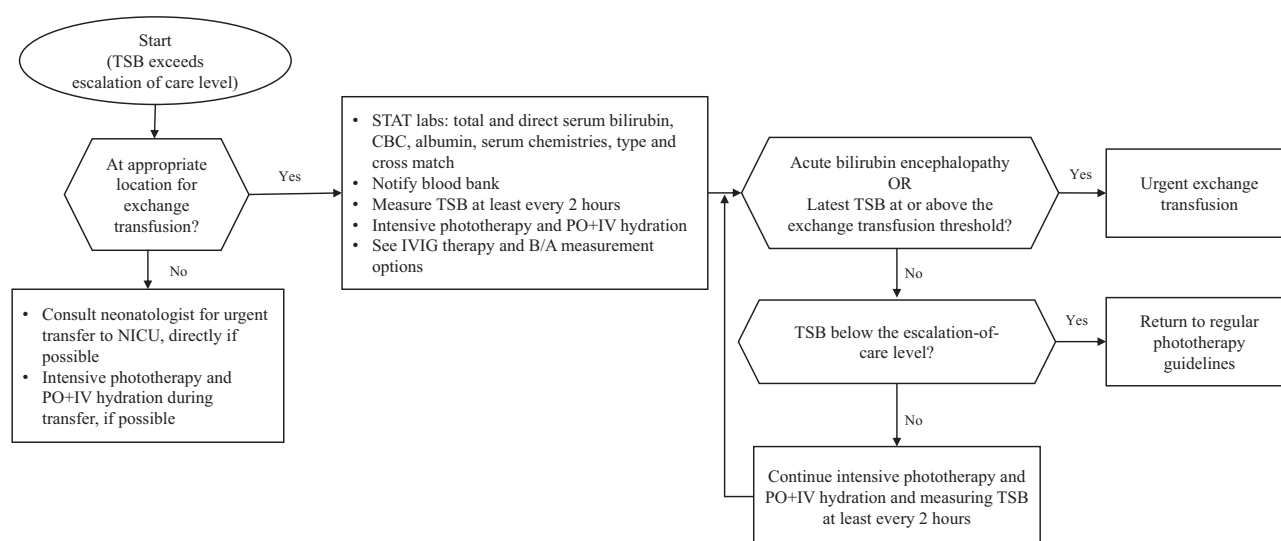 Start
(TSB exceeds
escalation of care level)
At appropriate
location for
exchange
transfusion?
Yes
No
• Consult neonatologist for urgent
transfer to NICU, directly if
possible
• Intensive phototherapy and
PO+IV hydration during
transfer, if possible
• STAT labs: total and direct serum bilirubin,
CBC, albumin, serum chemistries, type and
cross match
• Notify blood bank
• Measure TSB at least every 2 hours
• Intensive phototherapy and PO+IV hydration
• See IVIG therapy and B/A measurement
options
Acute bilirubin encephalopathy
OR
Latest TSB at or above the
exchange transfusion threshold?
Yes
Urgent exchange
transfusion
No
TSB below the escalation-of-
care level?
Yes
Return to regular
phototherapy
guidelines
No
Continue intensive phototherapy and
PO+IV hydration and measuring TSB
at least every 2 hours